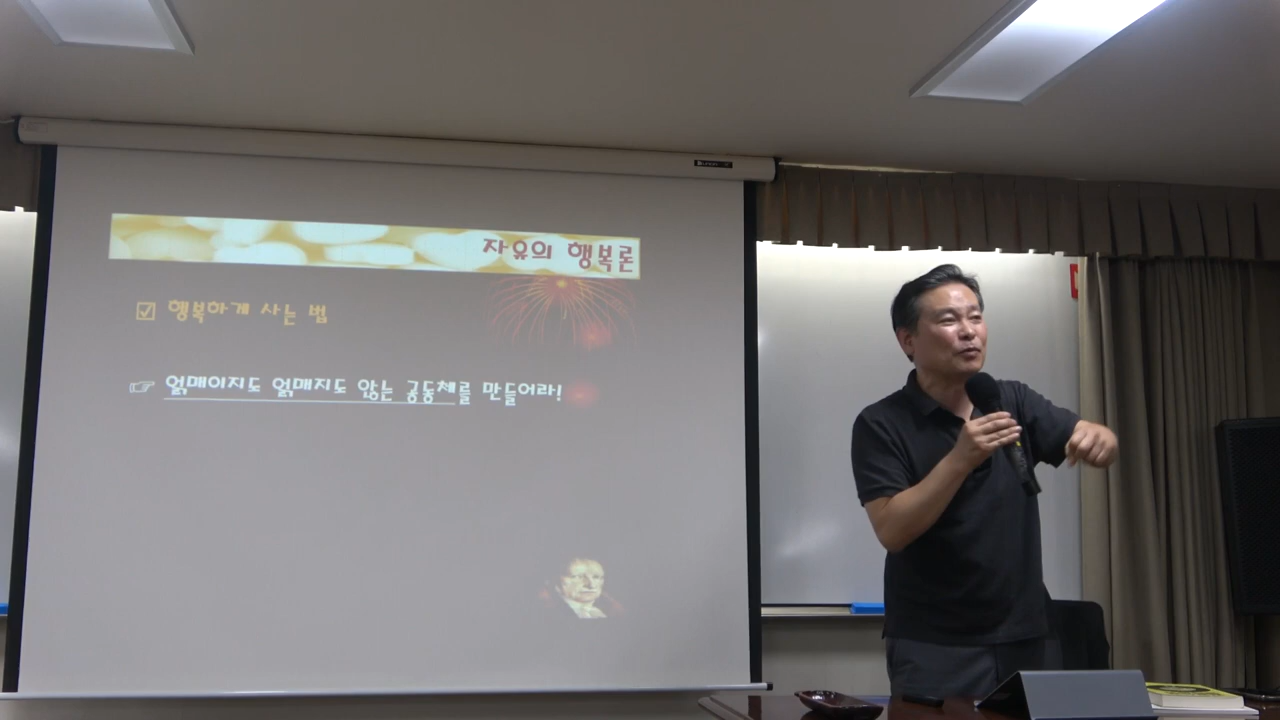 자유의 행복론
☑ 행복하게 사는 법
☞ 얽매이지도 얽매지도 않는 공동체를 만들어라!